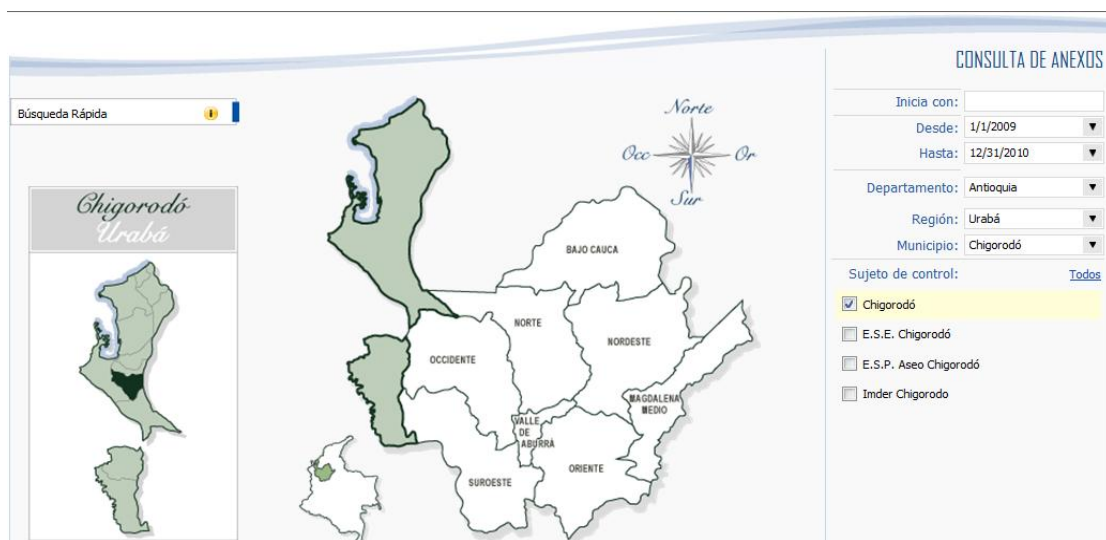 CONSULTA DE ANEXOS
Búsqueda Rápida
Chigorodó
Urabá
Norte
Occ
Or
Sur
BAJO CAUCA
NORTE
NORDESTE
OCCIDENTE
MAGDALENA
MEDIO
VALLE
DE
ABURRÁ
ORIENTE
SUROESTE
Inicia con:
Desde: 1/1/2009
Hasta: 12/31/2010
Departamento: Antioquia
Región: Urabá
Municipio: Chigorodó
Sujeto de control: Todos
Chigorodó
E.S.E. Chigorodó
E.S.P. Aseo Chigorodó
Imder Chigorodo